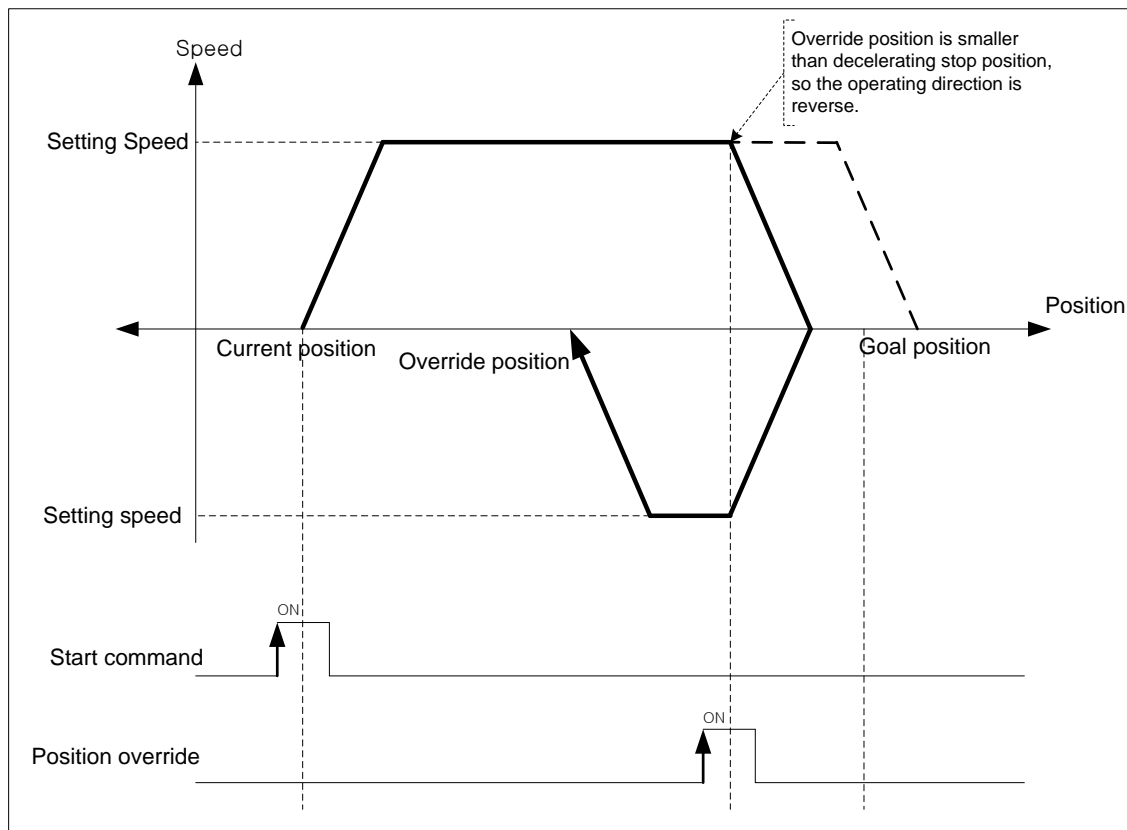 Speed
Override position is smaller
than decelerating stop position,
so the operating direction is
reverse.
Setting Speed
Position
Current position
Override position
Goal position
Setting speed
ON
Start command
ON
Position override